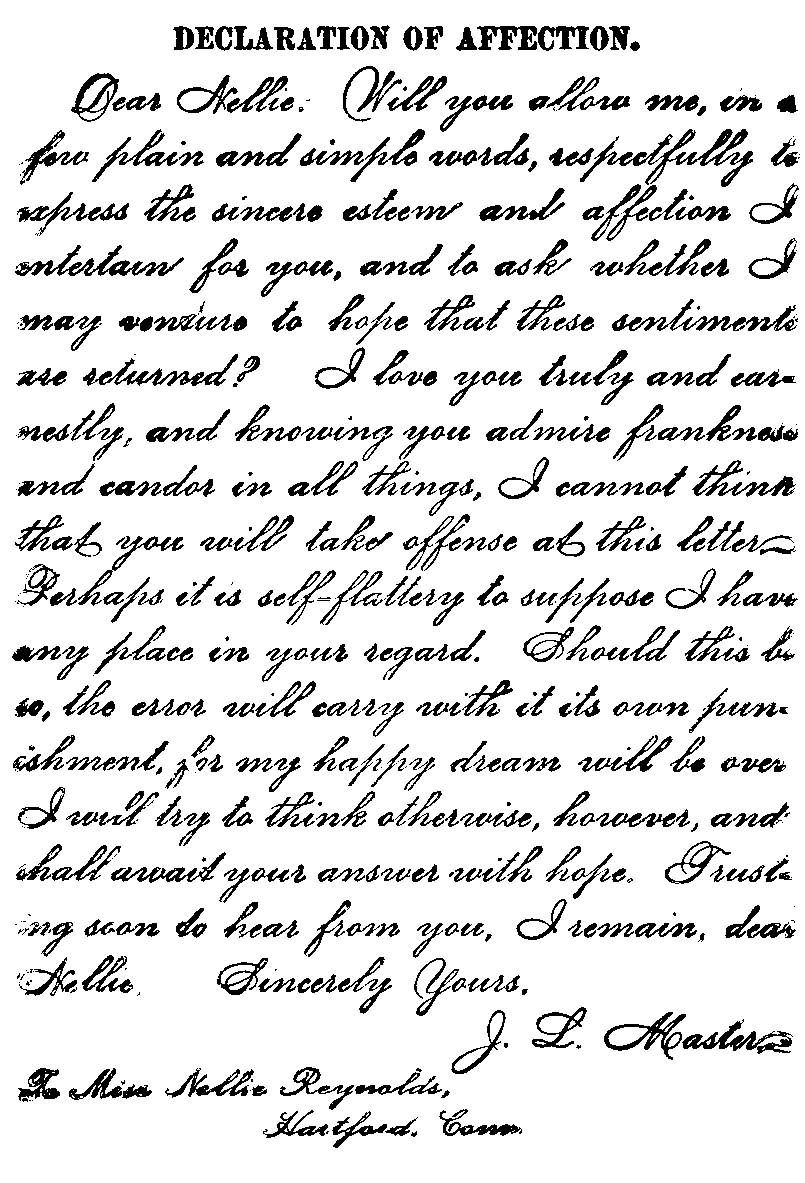 DECLARATION OF AFFECTION.
Dear Nellie: Will you allow me, in a
few plain and simple words, respectfully to
express the sincere esteem and affection I
entertain for you, and to ask whether I
may venture to hope that these sentiments
are returned? I love you truly and ear-
nestly, and knowing you admire frankness
and candor in all things, I cannot think
that you will take offense at this letter
Perhaps it is self-flattery to suppose I have
any place in your regard. Should this be
so, the error will carry with it its own pun-
ishment, for my happy dream will be over
I will try to think otherwise, however, and
shall await your answer with hope. Trust-
ing soon to hear from you, I remain, dear
Nellie. Sincerely Yours.
J. L. Masters
To Miss Nellie Reynolds,
Hartford. Conn.